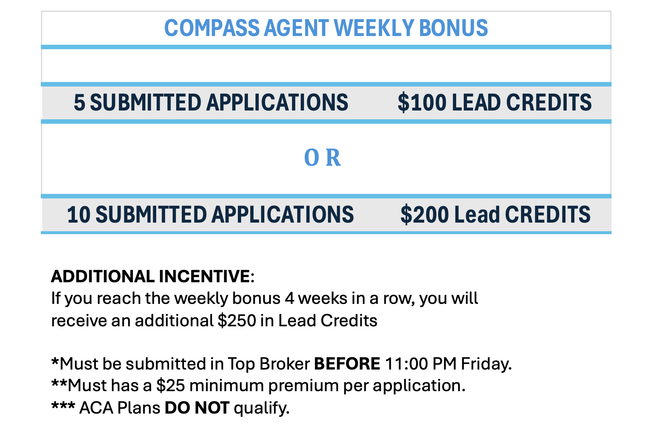 COMPASS AGENT WEEKLY BONUS
5 SUBMITTED APPLICATIONS $100 LEAD CREDITS
OR
10 SUBMITTED APPLICATIONS $200 Lead CREDITS
ADDITIONAL INCENTIVE:
If you reach the weekly bonus 4 weeks in a row, you will
receive an additional $250 in Lead Credits
*Must be submitted in Top Broker BEFORE 11:00 PM Friday.
**Must has a $25 minimum premium per application.
*** ACA Plans DO NOT qualify.